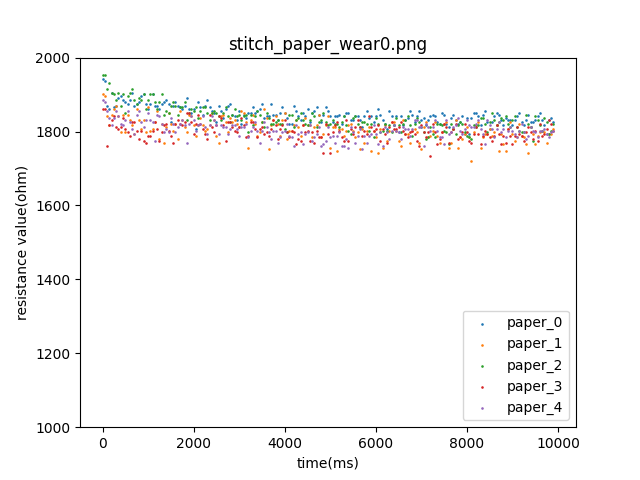 stitch_paper_wear0.png
2000
1800
1600
1400
1200
1000
resistance value(ohm)
0
2000
4000
6000
8000
10000
time(ms)
paper_0
paper_1
paper_2
paper_3
paper_4